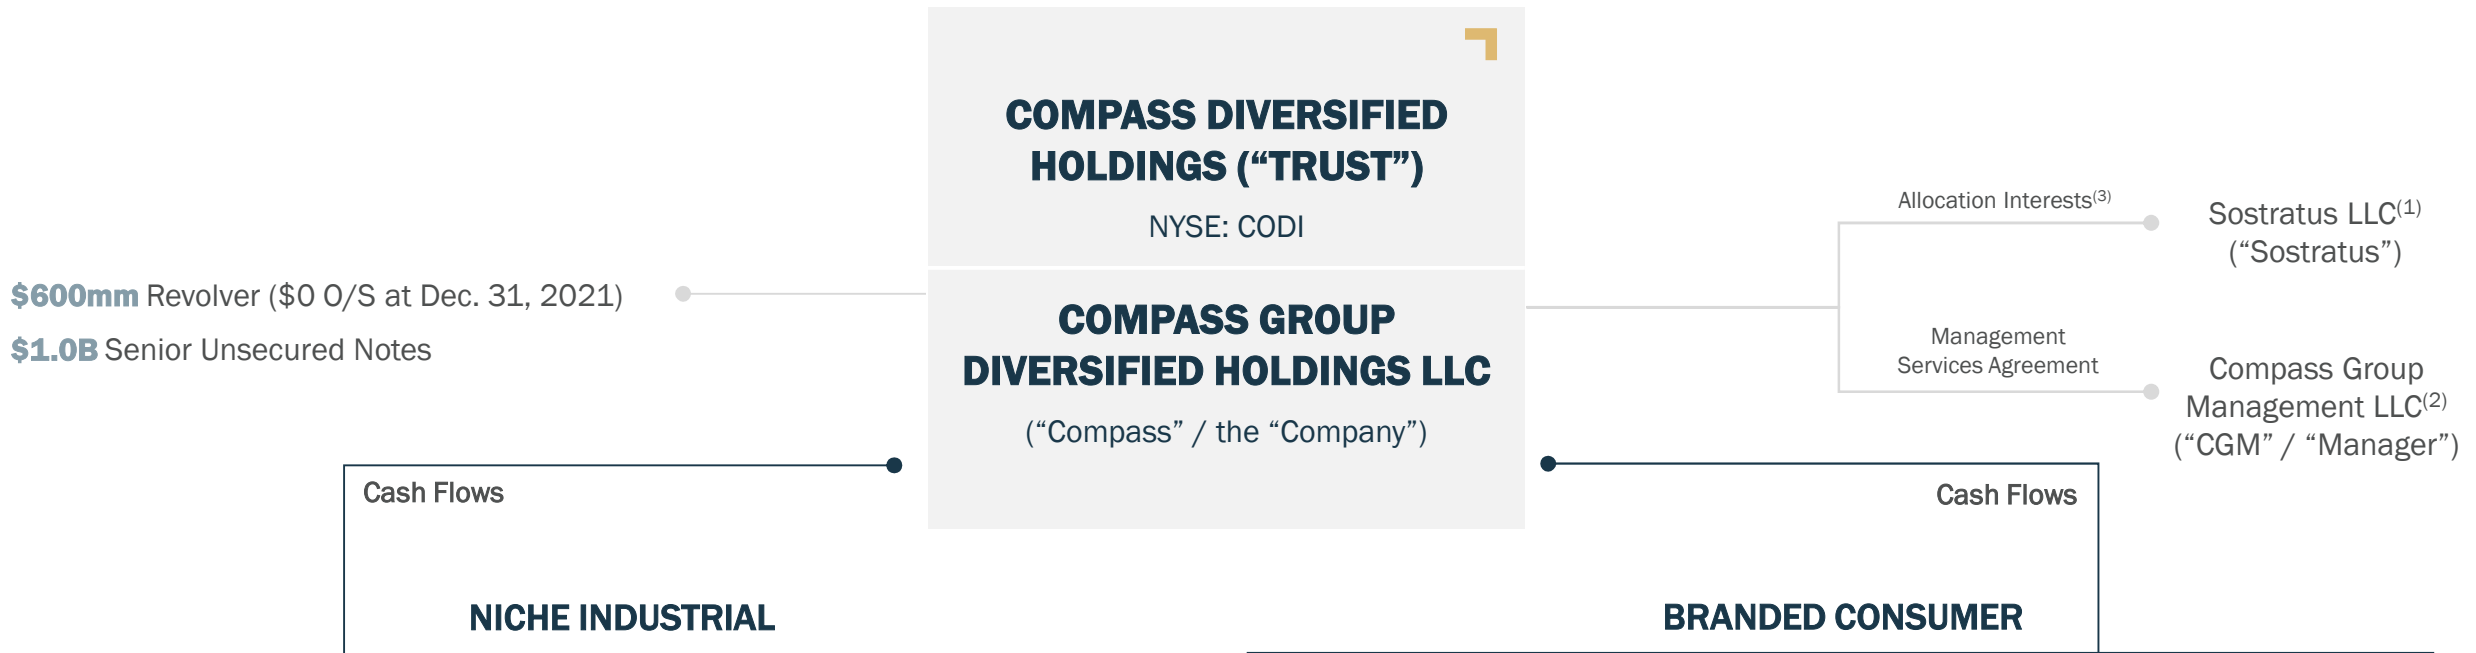 COMPASS DIVERSIFIED
HOLDINGS (“TRUST”)
NYSE: CODI
$600mm Revolver ($0 O/S at Dec. 31, 2021)
$1.0B Senior Unsecured Notes
COMPASS GROUP
DIVERSIFIED HOLDINGS LLC
(“Compass” / the “Company”)
Allocation Interests(3)
Sostratus LLC(1)
(“Sostratus”)
Management
Services Agreement
Compass Group
Management LLC(2)
(“CGM” / “Manager”)
Cash Flows
Cash Flows
NICHE INDUSTRIAL
BRANDED CONSUMER